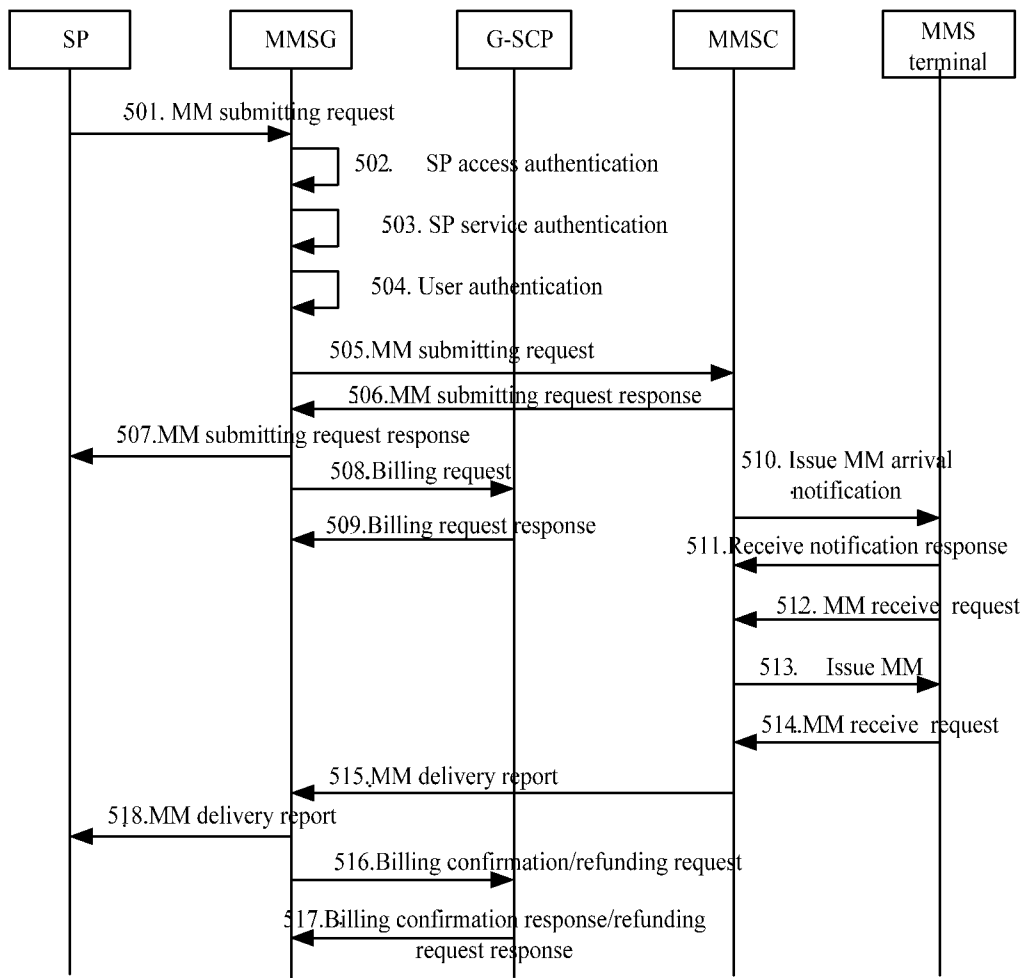 SP
MMSG
G-SCP
MMSC
MMS
terminal
501. MM submitting request
502. SP access authentication
503. SP service authentication
504. User authentication
505.MM submitting request
506.MM submitting request response
507.MM submitting request response
508.Billing request
510. Issue MM arrival
notification
509.Billing request response
511.Receive notification response
512. MM receive request
513. Issue MM
514.MM receive request
515.MM delivery report
518.MM delivery report
516.Billing confirmation/refunding request
517.Billing confirmation response/refunding
request response